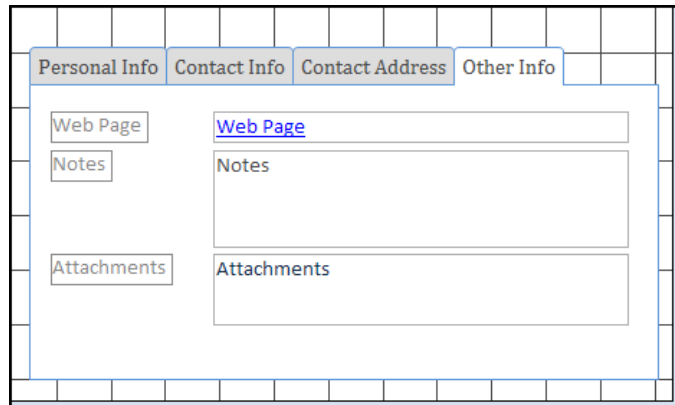 Personal Info Contact Info Contact Address Other Info
Web Page Web Page
Notes Notes
Attachments Attachments